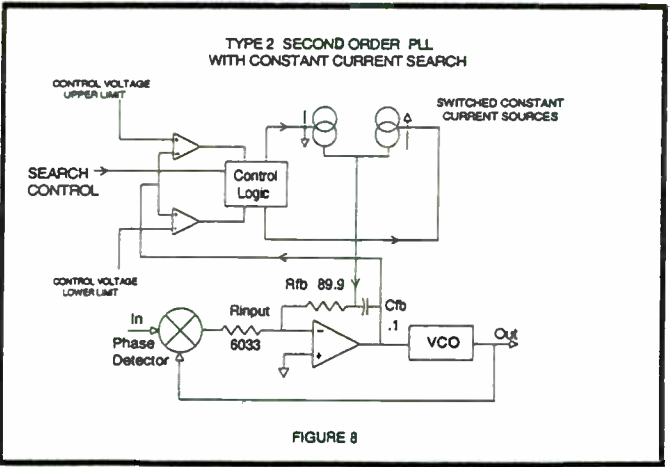 TYPE 2 SECOND ORDER PLL
WITH CONSTANT CURRENT SEARCH
CONTROL VOLTAGE
UPPER LIMIT
SWITCHED CONSTANT
CURRENT SOURCES
SEARCH
CONTROL
Control
Logic
CONTROL VOLTAGE
LOWER LIMIT
Rfb 89.9
Cfb
.1
In
Phase
Detector
Rinput
6033
VCO
Out
FIGURE 8